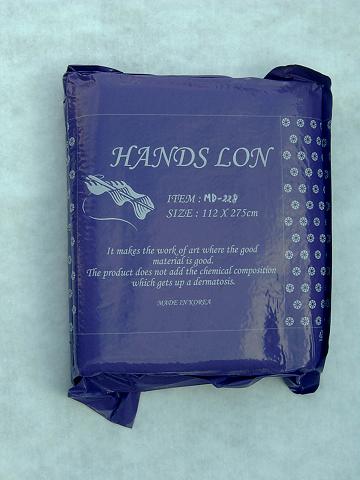 HANDS LON
ITEM : MD-228
SIZE : 112 X 275cm
It makes the work of art where the good
material is good.
The product does not add the chemical composition
which gets up a dermatosis.
MADE IN KOREA